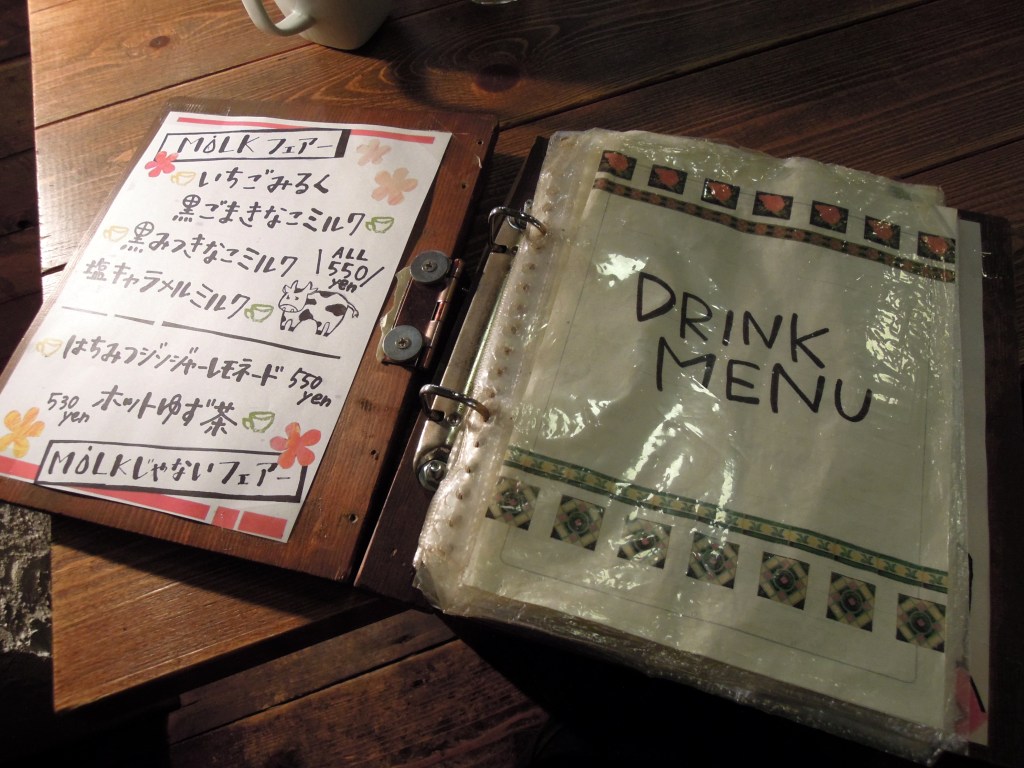 MÖLKフェアー
いちごみるく
黒ごまきなこミルク
黒みつきなこミルク
塩キャラメルミルク
ALL
550/
yen
はちみつジンジャーレモネード 550
yen
530
yen
ホットゆず茶
MÖLKじゃないフェアー
DRINK
MENU